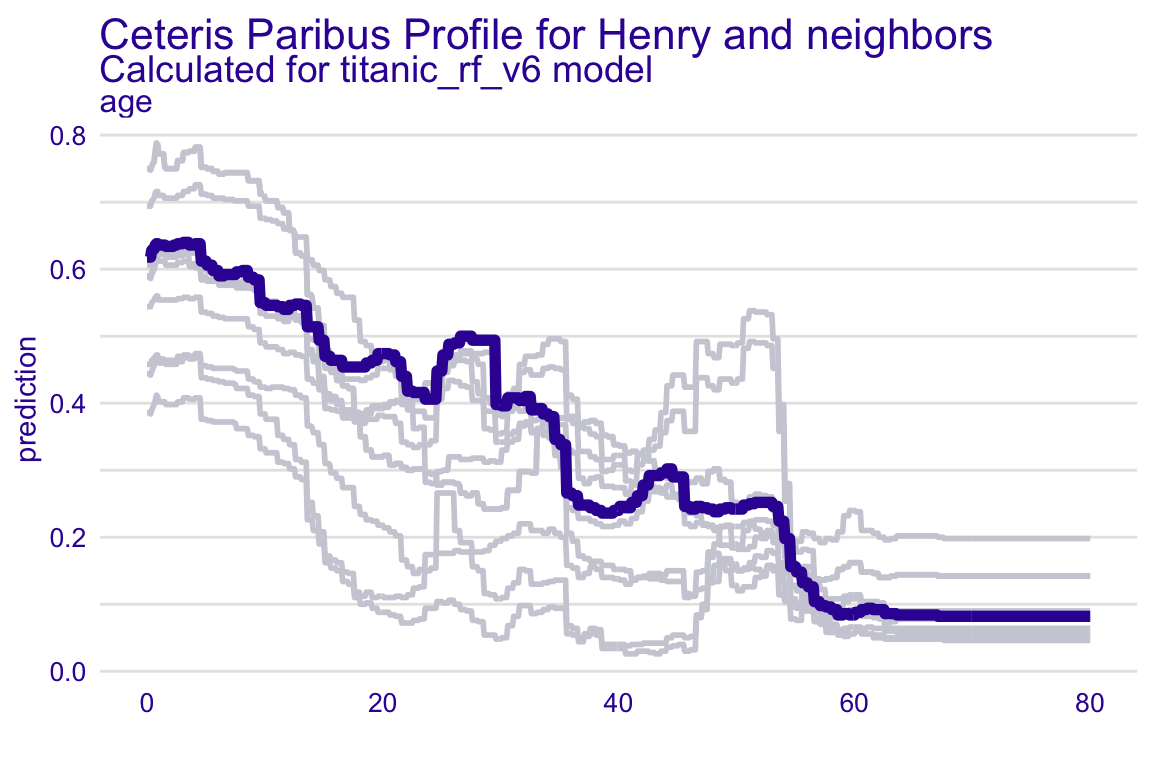 Ceteris Paribus Profile for Henry and neighbors
Calculated for titanic_rf_v6 model
age
0.8
0.6
0.4
0.2
0.0
prediction
0
20
40
60
80